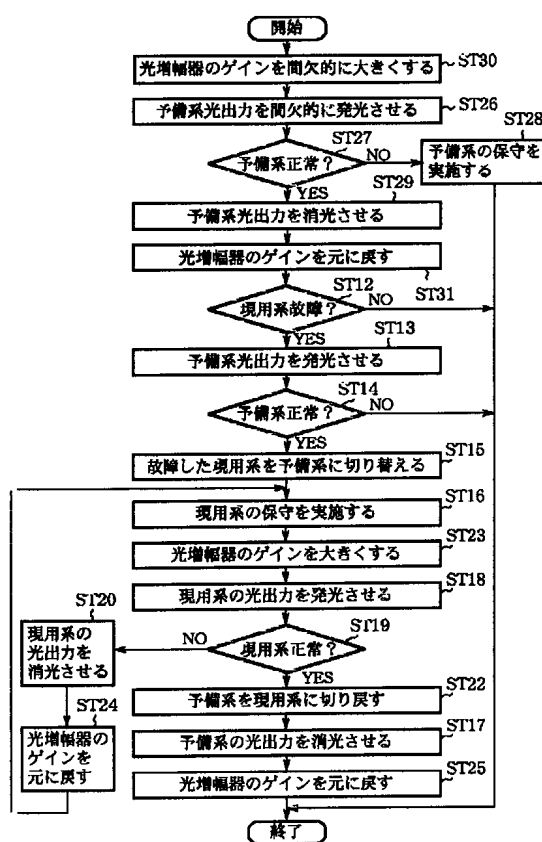 開始
光増幅器のゲインを間欠的に大きくする
ST30
予備系光出力を間欠的に発光させる
ST26
予備系正常?
ST27
NO
YES
ST28
予備系の保守を
実施する
ST29
予備系光出力を消光させる
光増幅器のゲインを元に戻す
ST31
ST12
現用系故障?
NO
YES
ST13
予備系光出力を発光させる
ST14
予備系正常?
NO
YES
故障した現用系を予備系に切り替える
ST15
現用系の保守を実施する
ST16
光増幅器のゲインを大きくする
ST23
現用系の光出力を発光させる
ST18
現用系正常?
ST19
NO
YES
ST20
現用系の
光出力を
消光させる
ST24
光増幅器の
ゲインを
元に戻す
予備系を現用系に切り戻す
ST22
予備系の光出力を消光させる
ST17
光増幅器のゲインを元に戻す
ST25
終了